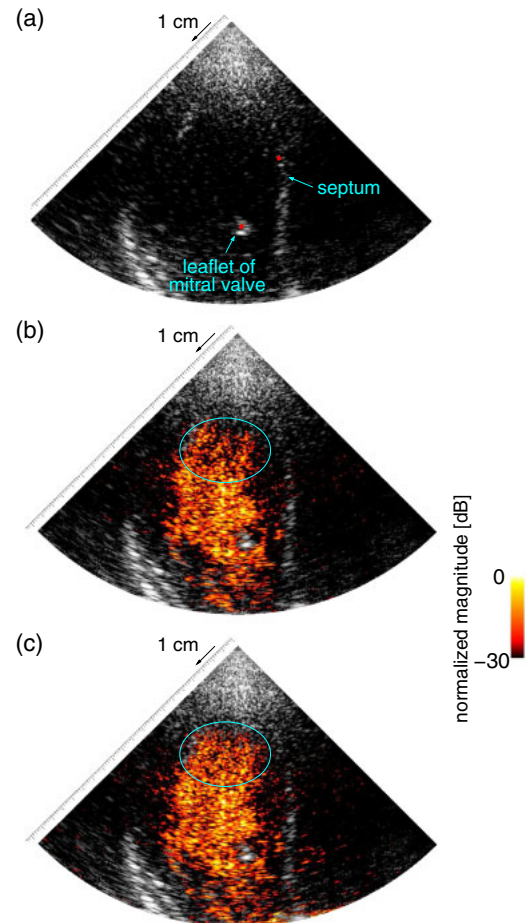 (a)
1 cm
septum
leaflet of
mitral valve
(b)
1 cm
normalized magnitude [dB]
0
−30
(c)
1 cm